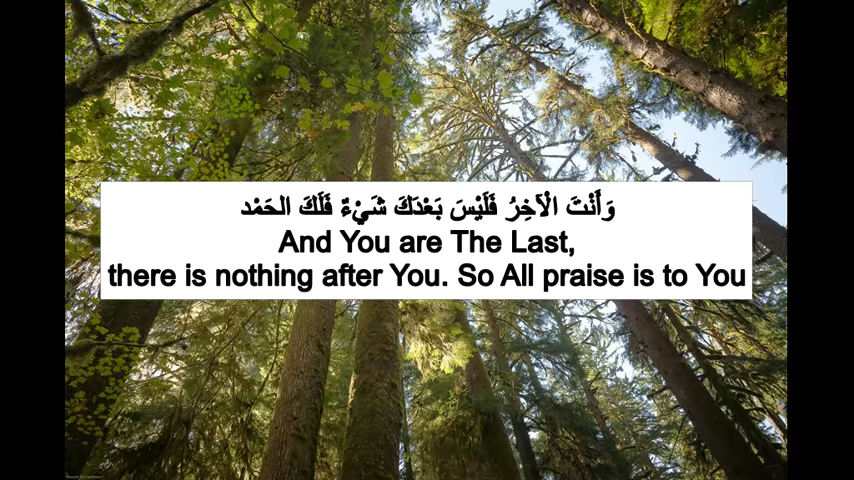 وَأَنْتَ الْآخِرُ فَلَيْسَ بَعْدَكَ شَيْءٌ فَلَكَ الحَمْد
And You are The Last,
there is nothing after You. So All praise is to You